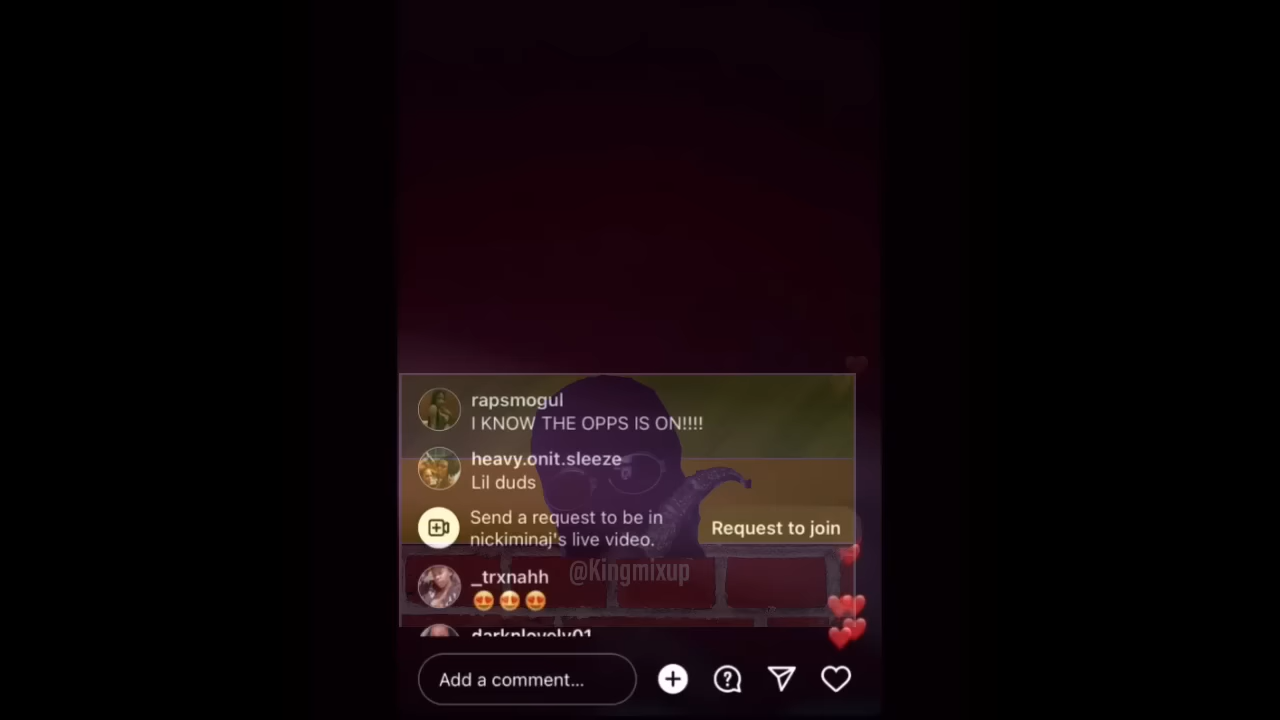 rapsmogul
I KNOW THE OPPS IS ON!!!!
heavy.onit.sleeze
Lil duds
Send a request to be in
nickiminaj's live video.
Request to join
_trxnahh
😍 😍 😍
@Kingmixup
darknlovely01
Add a comment...